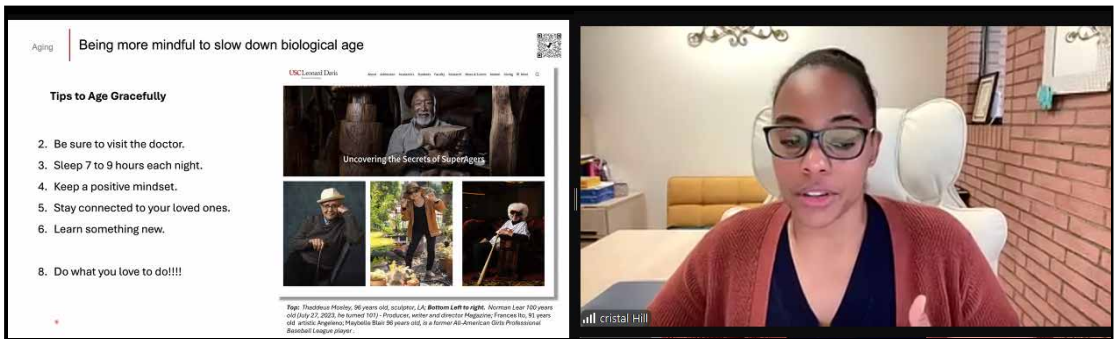 Aging
Being more mindful to slow down biological age
USC Leonard Davis
Tips to Age Gracefully
2. Be sure to visit the doctor.
3. Sleep 7 to 9 hours each night.
4. Keep a positive mindset.
5. Stay connected to your loved ones.
6. Learn something new.
8. Do what you love to do!!!!
Uncovering the Secrets of SuperAgers
Top: Thaddeus Mosley, 96 years old, sculptor, LA; Bottom Left to right. Norman Lear 100 years
old (July 27, 2023, he turned 101) - Producer, writer and director Magazine; Frances Ito, 91 years
old artistic Angeleno; Maybelle Blair 96 years old, is a former All-American Girls Professional
Baseball League player .
cristal Hill